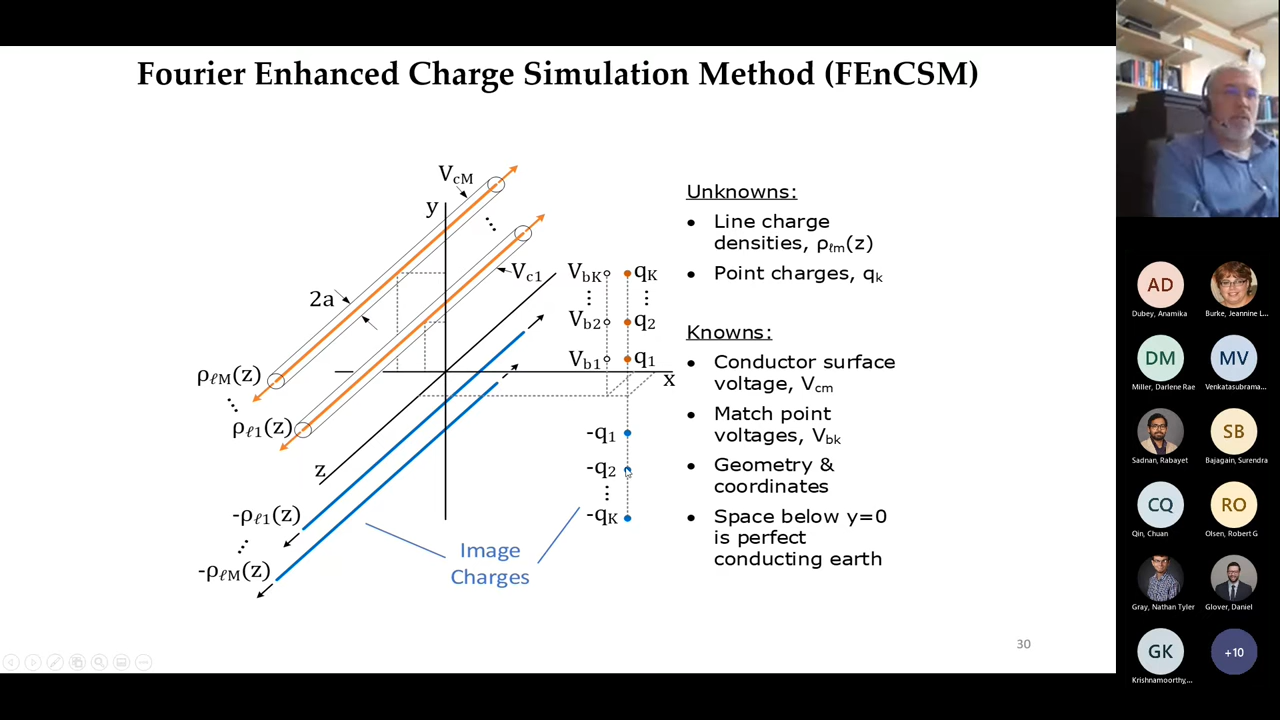 Fourier Enhanced Charge Simulation Method (FEnCSM)
VcM
y
Vc1
2a
VbK
qK
Vb2
q2
Vb1
q1
x
ρℓM(z)
ρℓ1(z)
z
-q1
-q2
-qK
-ρℓ1(z)
-ρℓM(z)
Image
Charges
Unknowns:
• Line charge
densities, ρℓm(z)
• Point charges, qk
Knowns:
• Conductor surface
voltage, Vcm
• Match point
voltages, Vbk
• Geometry &
coordinates
• Space below y=0
is perfect
conducting earth
30
AD
Dubey, Anamika
Burke, Jeannine L...
DM
Miller, Darlene Rae
MV
Venkatasubrama...
Sadnan, Rabayet
SB
Bajagain, Surendra
CQ
Qin, Chuan
RO
Olsen, Robert G
Gray, Nathan Tyler
Glover, Daniel
GK
Krishnamoorthy,...
+10